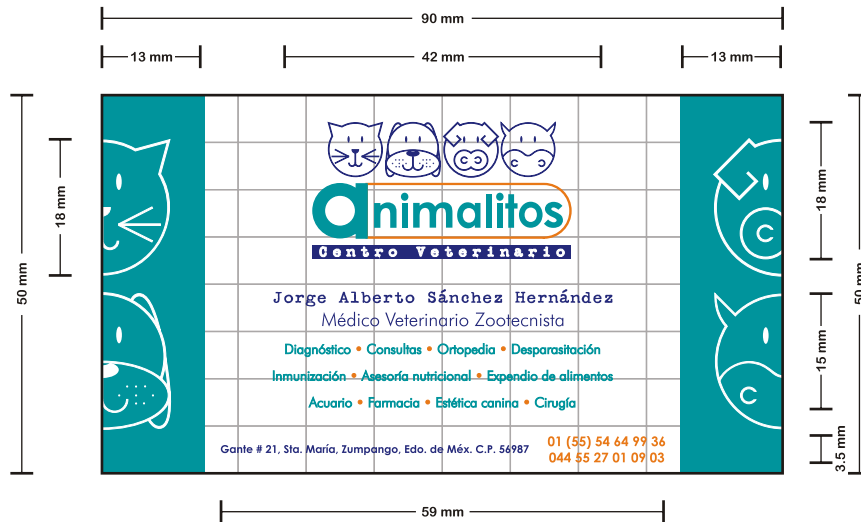 90 mm
13 mm
42 mm
13 mm
50 mm
18 mm
animalitos
Centro Veterinario
Jorge Alberto Sánchez Hernández
Médico Veterinario Zootecnista
Diagnóstico • Consultas • Ortopedia • Desparasitación
Inmunización • Asesoría nutricional • Expendio de alimentos
Acuario • Farmacia • Estética canina • Cirugía
Gante # 21, Sta. María, Zumpango, Edo. de Méx. C.P. 56987
01 (55) 54 64 99 36
044 55 27 01 09 03
18 mm
15 mm
3.5 mm
50 mm
59 mm